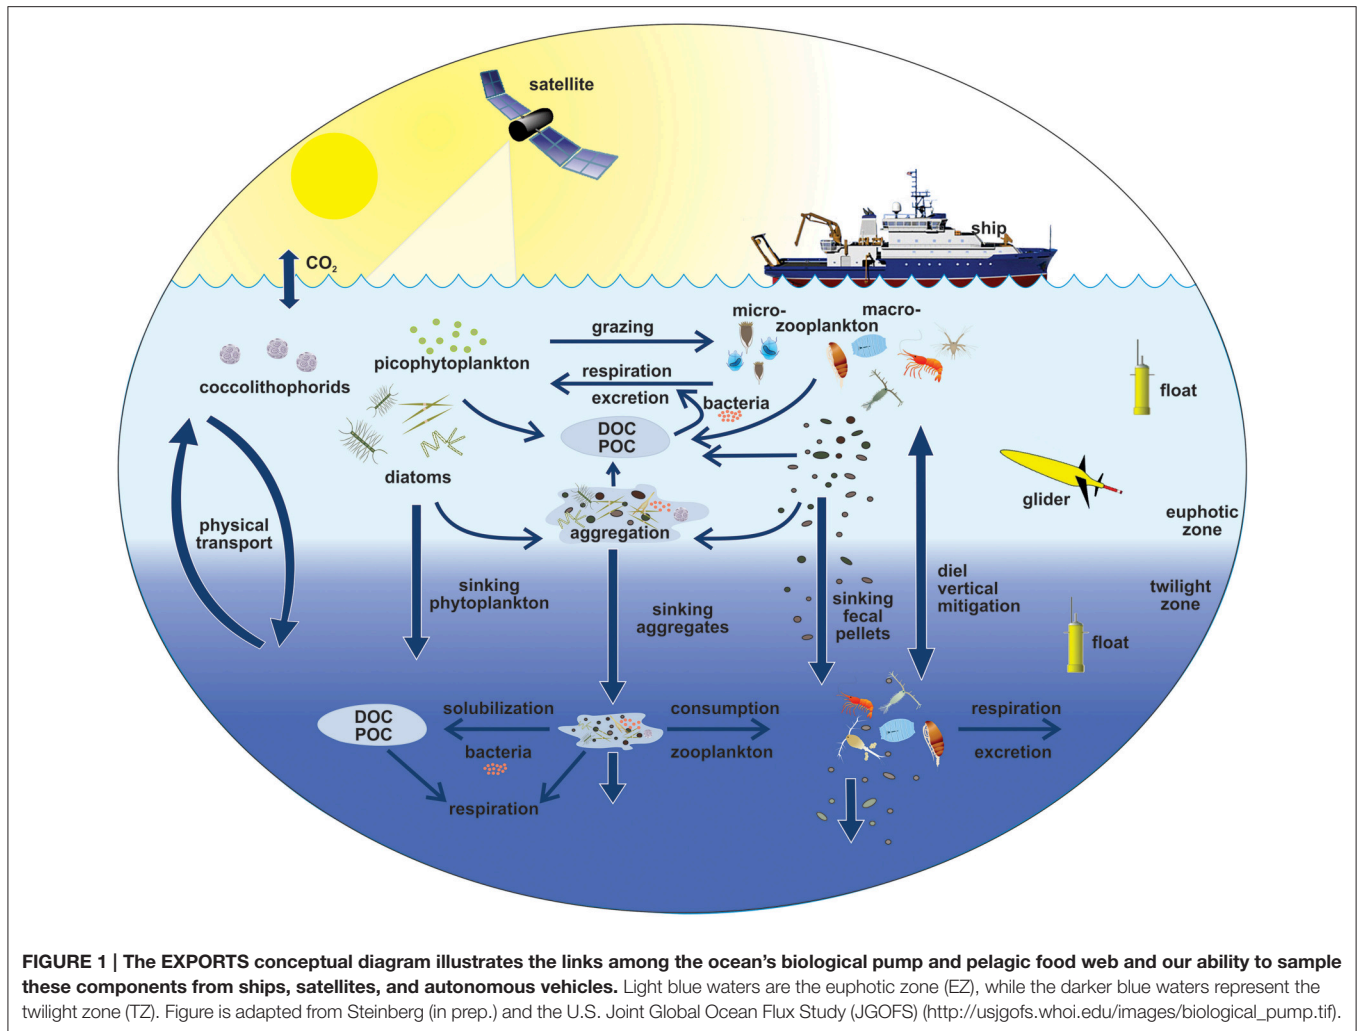 satellite
ship
CO2
micro-
macro-
zooplankton
grazing
picophytoplankton
respiration
excretion
bacteria
coccolithophorids
float
DOC
POC
diatoms
glider
physical
transport
aggregation
euphotic
zone
sinking
phytoplankton
sinking
aggregates
sinking
fecal
pellets
diel
vertical
mitigation
twilight
zone
float
DOC
POC
solubilization
bacteria
respiration
consumption
zooplankton
respiration
excretion
FIGURE 1 | The EXPORTS conceptual diagram illustrates the links among the ocean's biological pump and pelagic food web and our ability to sample
these components from ships, satellites, and autonomous vehicles. Light blue waters are the euphotic zone (EZ), while the darker blue waters represent the
twilight zone (TZ). Figure is adapted from Steinberg (in prep.) and the U.S. Joint Global Ocean Flux Study (JGOFS) (http://usjgofs.whoi.edu/images/biological_pump.tif).